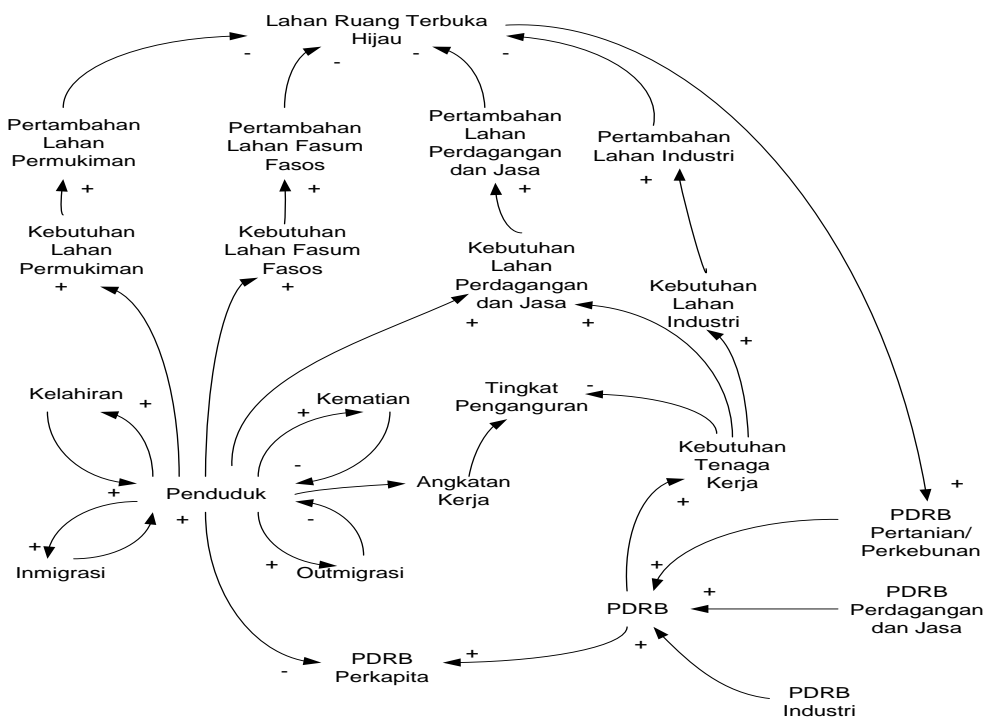 Lahan Ruang Terbuka
Hijau
-
-
-
-
Pertambahan
Lahan
Permukiman
+
Pertambahan
Lahan Fasum
Fasos
+
Pertambahan
Lahan
Perdagangan
dan Jasa
+
Pertambahan
Lahan Industri
+
Kebutuhan
Lahan
Permukiman
+
Kebutuhan
Lahan Fasum
Fasos
+
Kebutuhan
Lahan
Perdagangan
dan Jasa
+
+
Kebutuhan
Lahan
Industri
+
Kelahiran
+
+
Kematian
+
-
Tingkat
Penganguran
-
Kebutuhan
Tenaga
Kerja
+
Penduduk
+
Angkatan
Kerja
-
+
Inmigrasi
+
Outmigrasi
+
PDRB
Pertanian/
Perkebunan
+
PDRB
+
+
PDRB
Perdagangan
dan Jasa
-
PDRB
Perkapita
+
PDRB
Industri